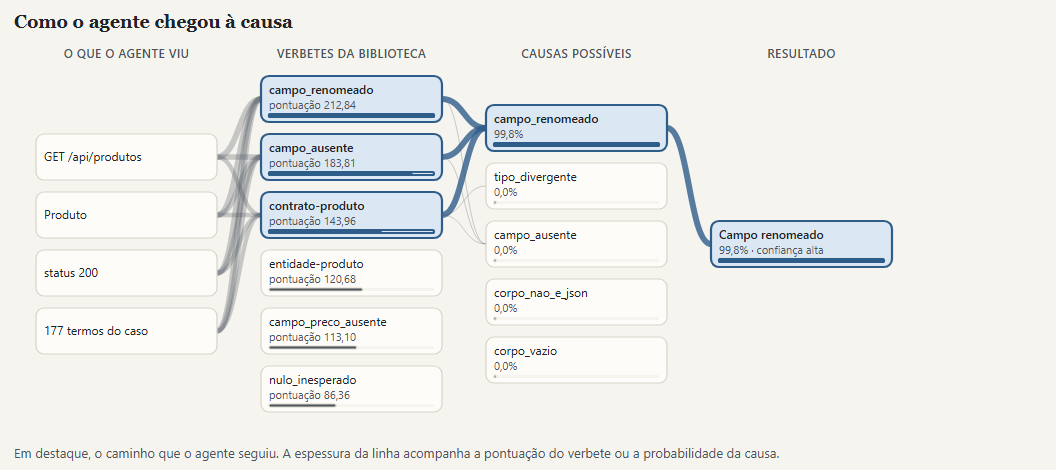 Como o agente chegou à causa
O QUE O AGENTE VIU
VERBETES DA BIBLIOTECA
CAUSAS POSSÍVEIS
RESULTADO
GET /api/produtos
Produto
status 200
177 termos do caso
campo_renomeado
pontuação 212,84
campo_ausente
pontuação 183,81
contrato-produto
pontuação 143,96
entidade-produto
pontuação 120,68
campo_preco_ausente
pontuação 113,10
nulo_inesperado
pontuação 86,36
campo_renomeado
99,8%
tipo_divergente
0,0%
campo_ausente
0,0%
corpo_nao_e_json
0,0%
corpo_vazio
0,0%
Campo renomeado
99,8% · confiança alta
Em destaque, o caminho que o agente seguiu. A espessura da linha acompanha a pontuação do verbete ou a probabilidade da causa.